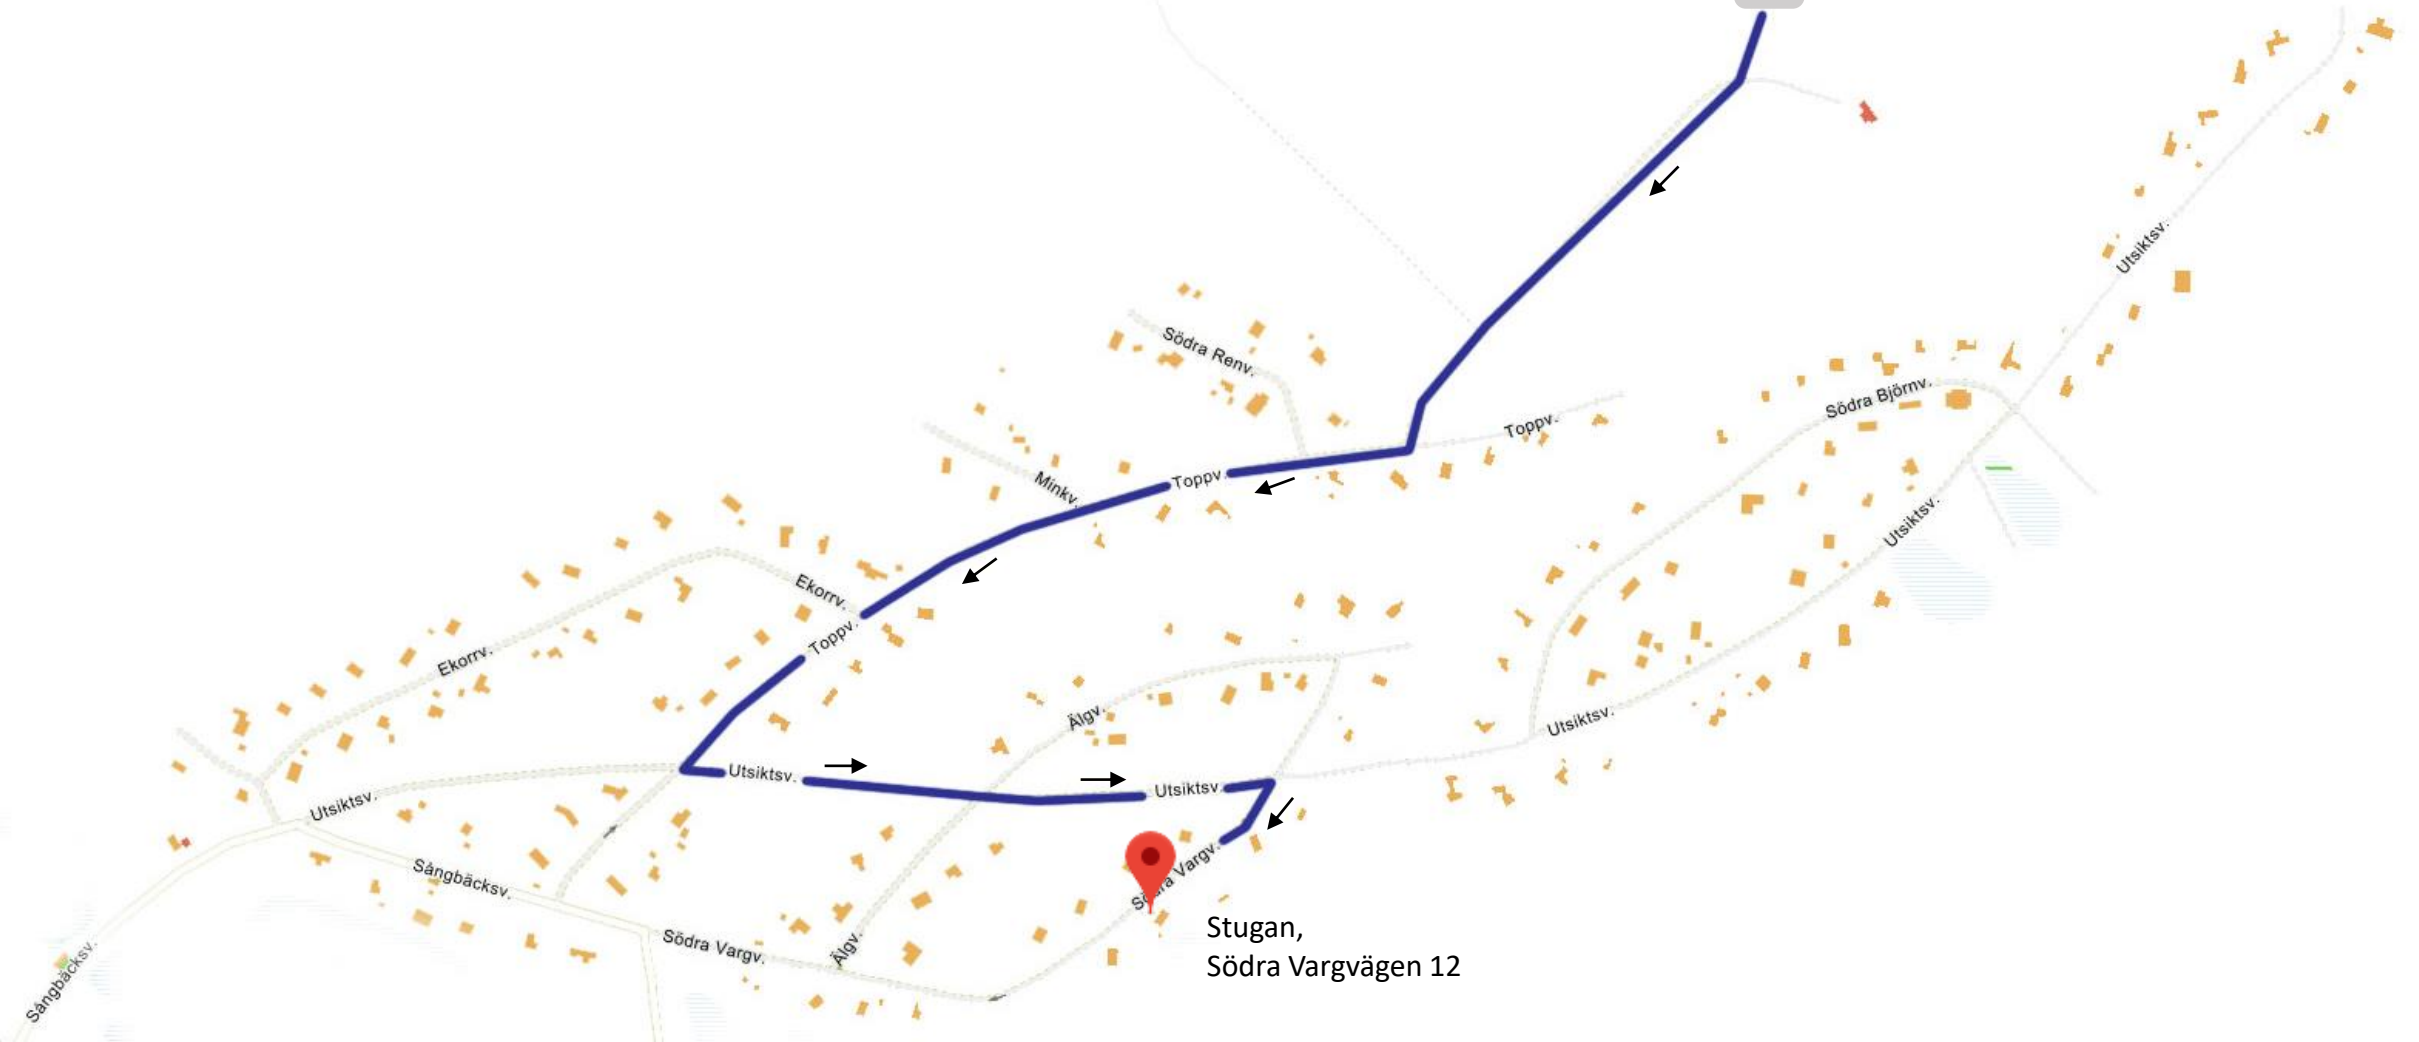 Utsiktsv.
Södra Renv.
Södra Björnv.
Toppv.
Toppv.
Minkv.
Utsiktsv.
Ekorrv.
Toppv.
Ekorrv.
Älgv.
Utsiktsv.
Utsiktsv.
Utsiktsv.
Utsiktsv.
Sångbäcksv.
Södra Vargv.
Södra Vargv.
Älgv.
Sångbäcksv.
Stugan,
Södra Vargvägen 12